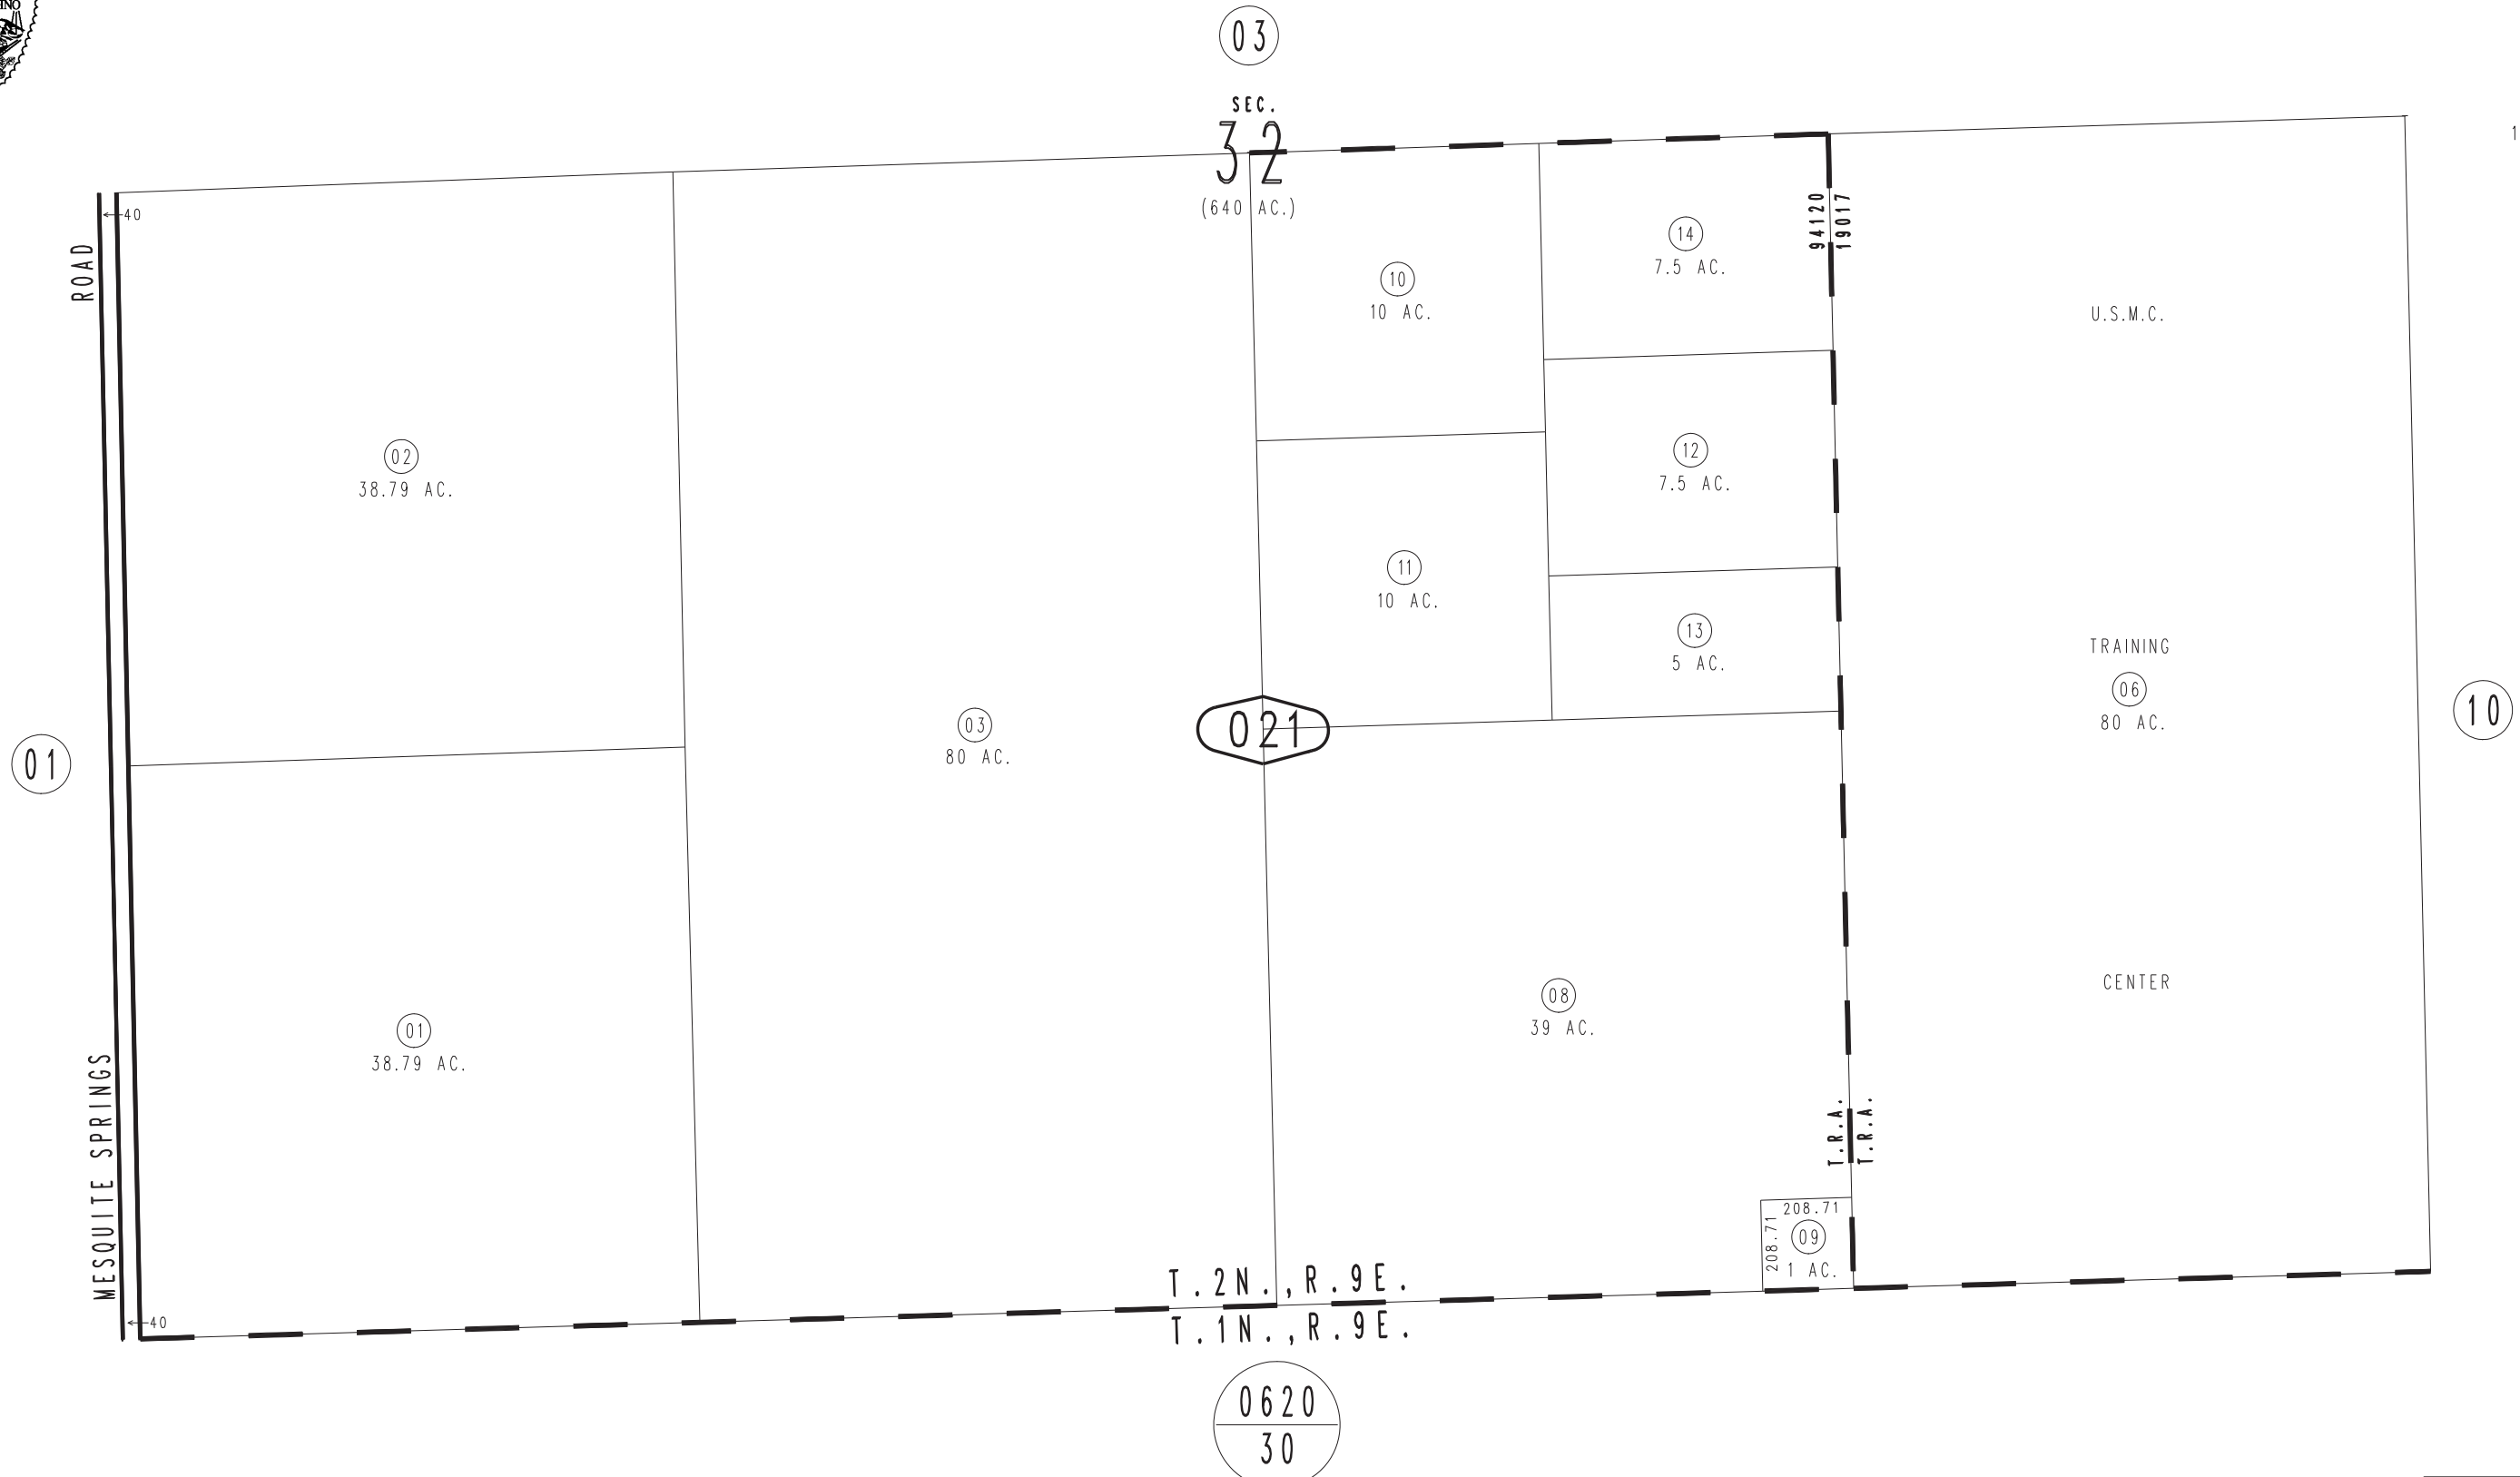 03
SEC.
32
(640 AC.)
40
ROAD
94120
19017
14
7.5 AC.
10
10 AC.
U.S.M.C.
02
38.79 AC.
12
7.5 AC.
11
10 AC.
13
5 AC.
TRAINING
06
80 AC.
03
80 AC.
021
01
10
CENTER
08
39 AC.
01
38.79 AC.
MESQUITE SPRINGS
T.R.A.
T.R.A.
208.71
208.71
09
1 AC.
T.2N.,R.9E.
T.1N.,R.9E.
40
0620
30